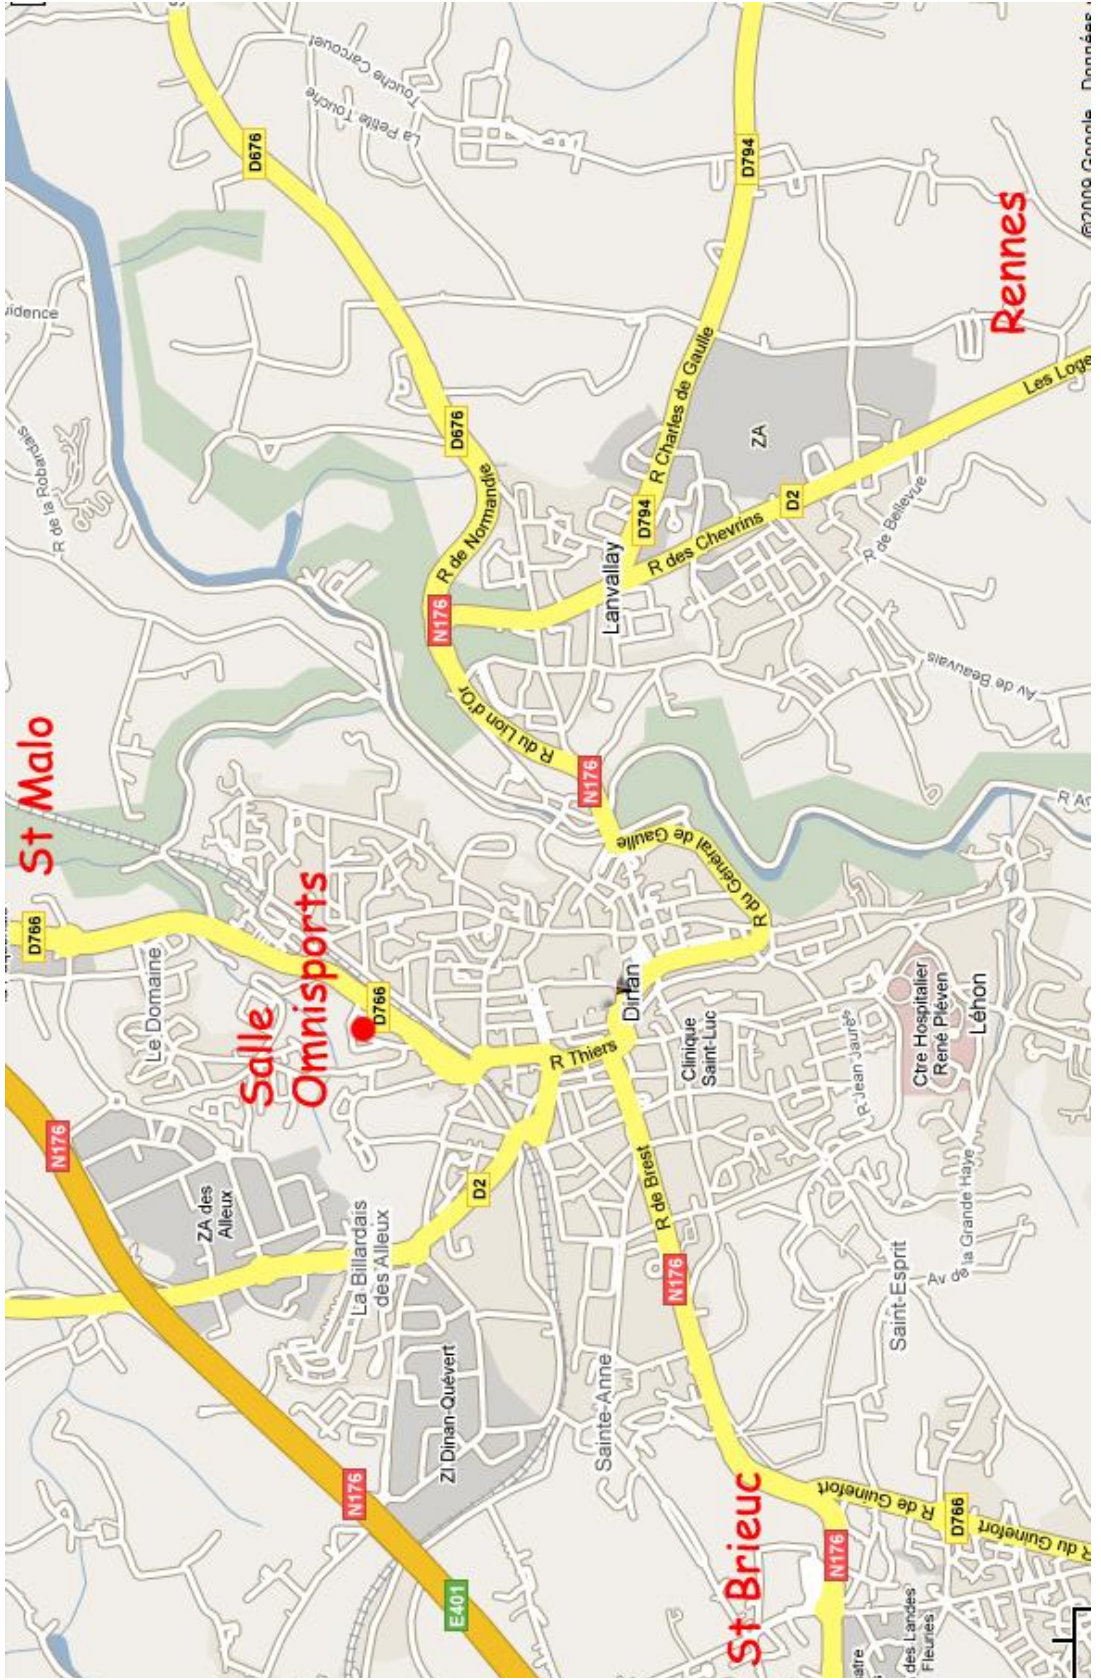 St Malo
Salle
Omnisports
Rennes
St Brieuc
D676
D676
D794
D794
D766
D766
D766
D2
D2
N176
N176
N176
N176
N176
N176
E401
Touche Carcouet
La Petite Touche
R de la Robardais
R de Normandie
R du Lion d'Or
R Charles de Gaulle
R des Chevrins
Les Loge
Lanvallay
ZA
R de Bellevue
Av de Beauvais
R du Général de Gaulle
Le Domaine
ZA des
Alleux
La Billardais
des Alleux
ZI Dinan-Quévert
R Thiers
Dinan
Clinique
Saint-Luc
R Jean Jaurès
Ctre Hospitalier
René Pléven
Léhon
R de Brest
Av de la Grande Haye
Saint-Esprit
Sainte-Anne
R de Guinefort
R du Guinefort
des Landes
Fleuries
©2009 Google Données